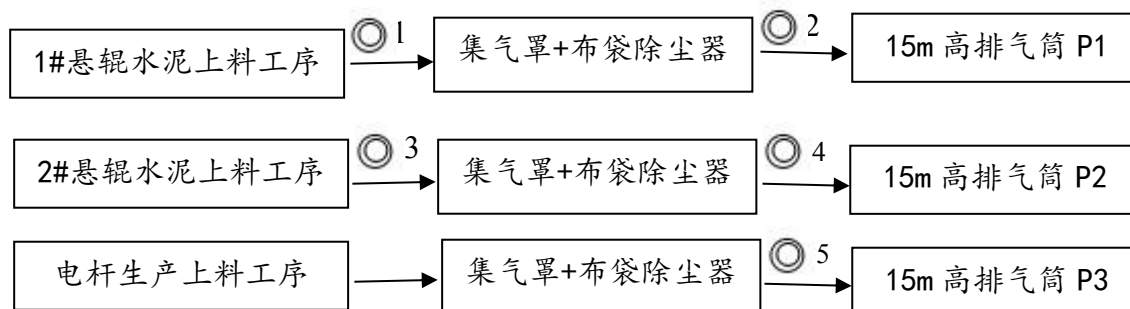 1#悬辊水泥上料工序 ◎1 集气罩+布袋除尘器 ◎2 15m 高排气筒 P1
2#悬辊水泥上料工序 ◎3 集气罩+布袋除尘器 ◎4 15m 高排气筒 P2
电杆生产上料工序 集气罩+布袋除尘器 ◎5 15m 高排气筒 P3